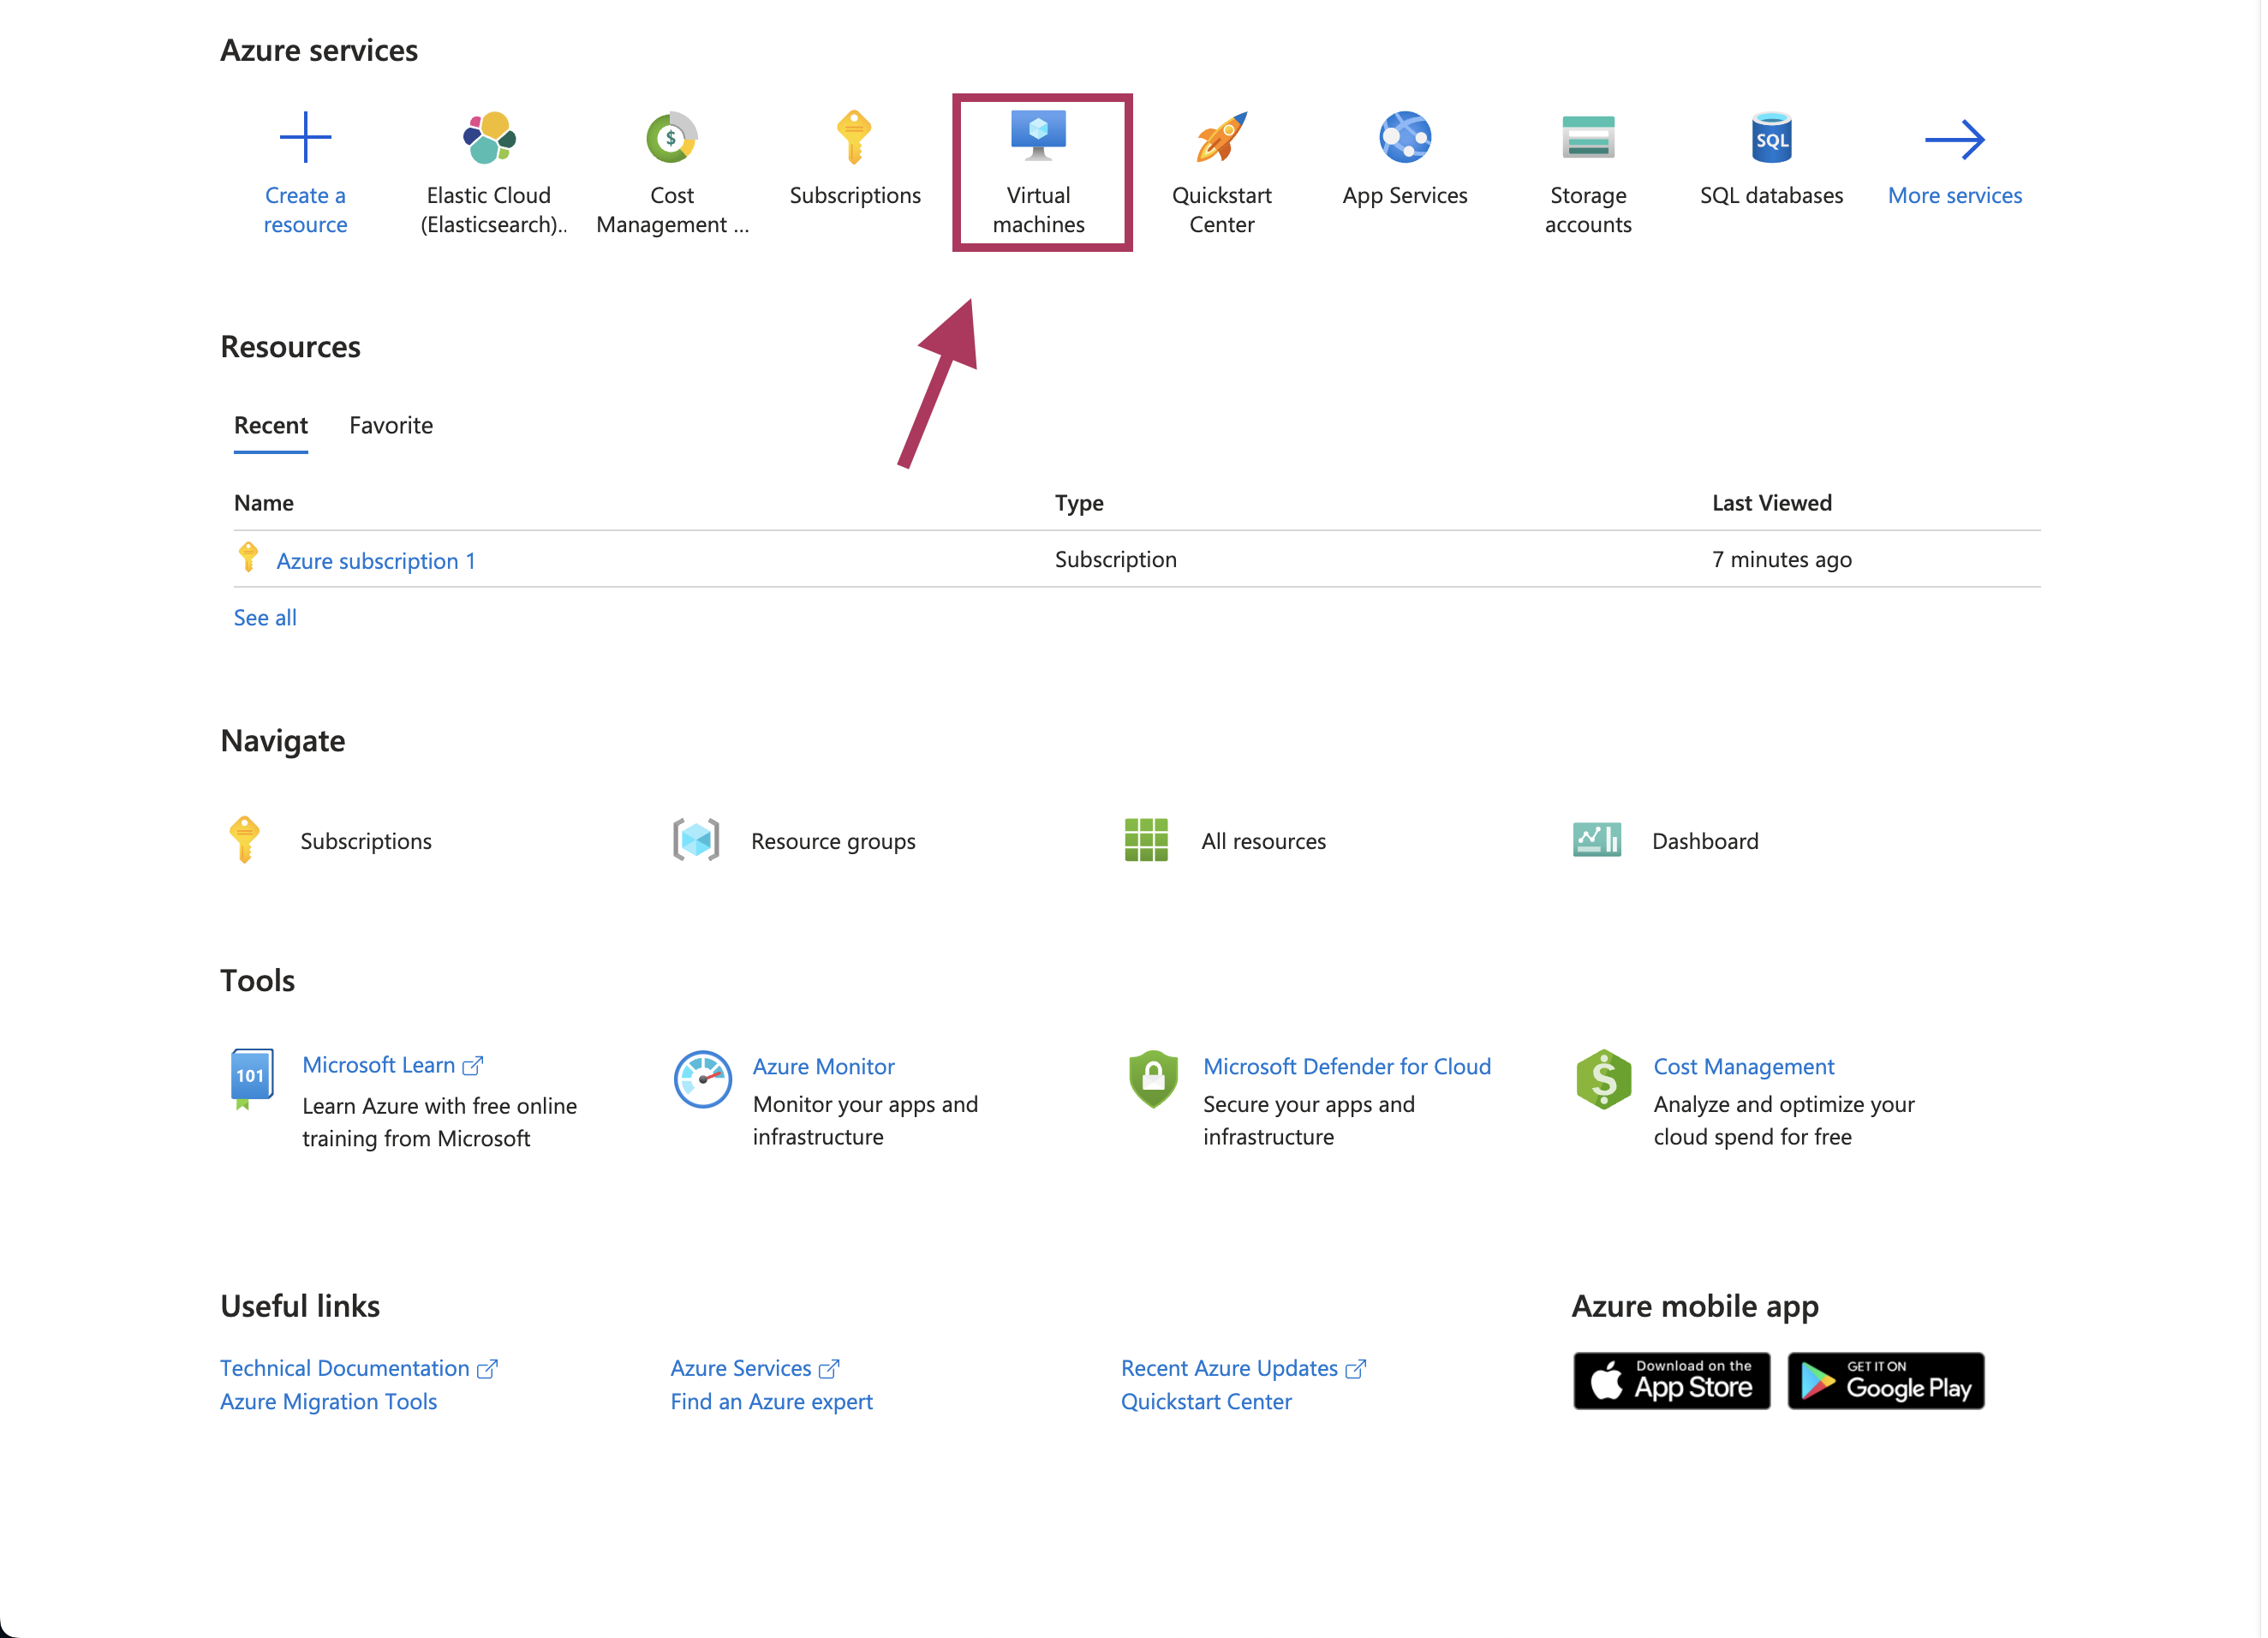 Azure services
Create a
resource
Elastic Cloud
(Elasticsearch)..
Cost
Management ...
Subscriptions
Virtual
machines
Quickstart
Center
App Services
Storage
accounts
SQL
SQL databases
More services
Resources
Recent Favorite
Name Type Last Viewed
Azure subscription 1 Subscription 7 minutes ago
See all
Navigate
Subscriptions Resource groups All resources Dashboard
Tools
101
Microsoft Learn
Learn Azure with free online
training from Microsoft
Azure Monitor
Monitor your apps and
infrastructure
Microsoft Defender for Cloud
Secure your apps and
infrastructure
Cost Management
Analyze and optimize your
cloud spend for free
Useful links
Technical Documentation
Azure Migration Tools
Azure Services
Find an Azure expert
Recent Azure Updates
Quickstart Center
Azure mobile app
Download on the
App Store
GET IT ON
Google Play